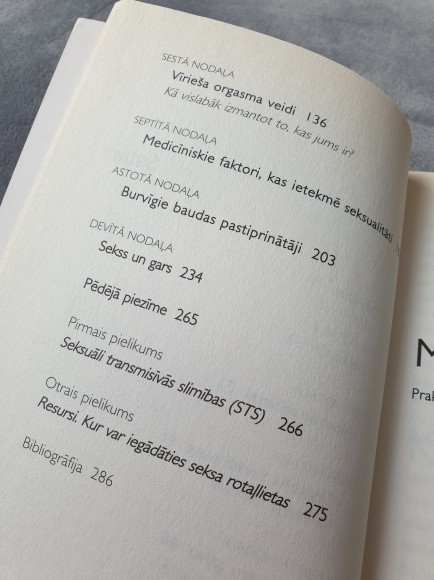 SESTĀ NODAĻA
Vīrieša orgasma veidi 136
Kā vislabāk izmantot to, kas jums ir?
SEPTĪTĀ NODAĻA
Medicīniskie faktori, kas ietekmē seksualitāti
ASTOTĀ NODAĻA
Burvīgie baudas pastiprinātāji 203
DEVĪTĀ NODAĻA
Sekss un gars 234
Pēdējā piezīme 265
Pirmais pielikums
Seksuāli transmisīvās slimības (STS) 266
Otrais pielikums
Resursi. Kur var iegādāties seksa rotaļlietas 275
Bibliogrāfija 286
M
Prak